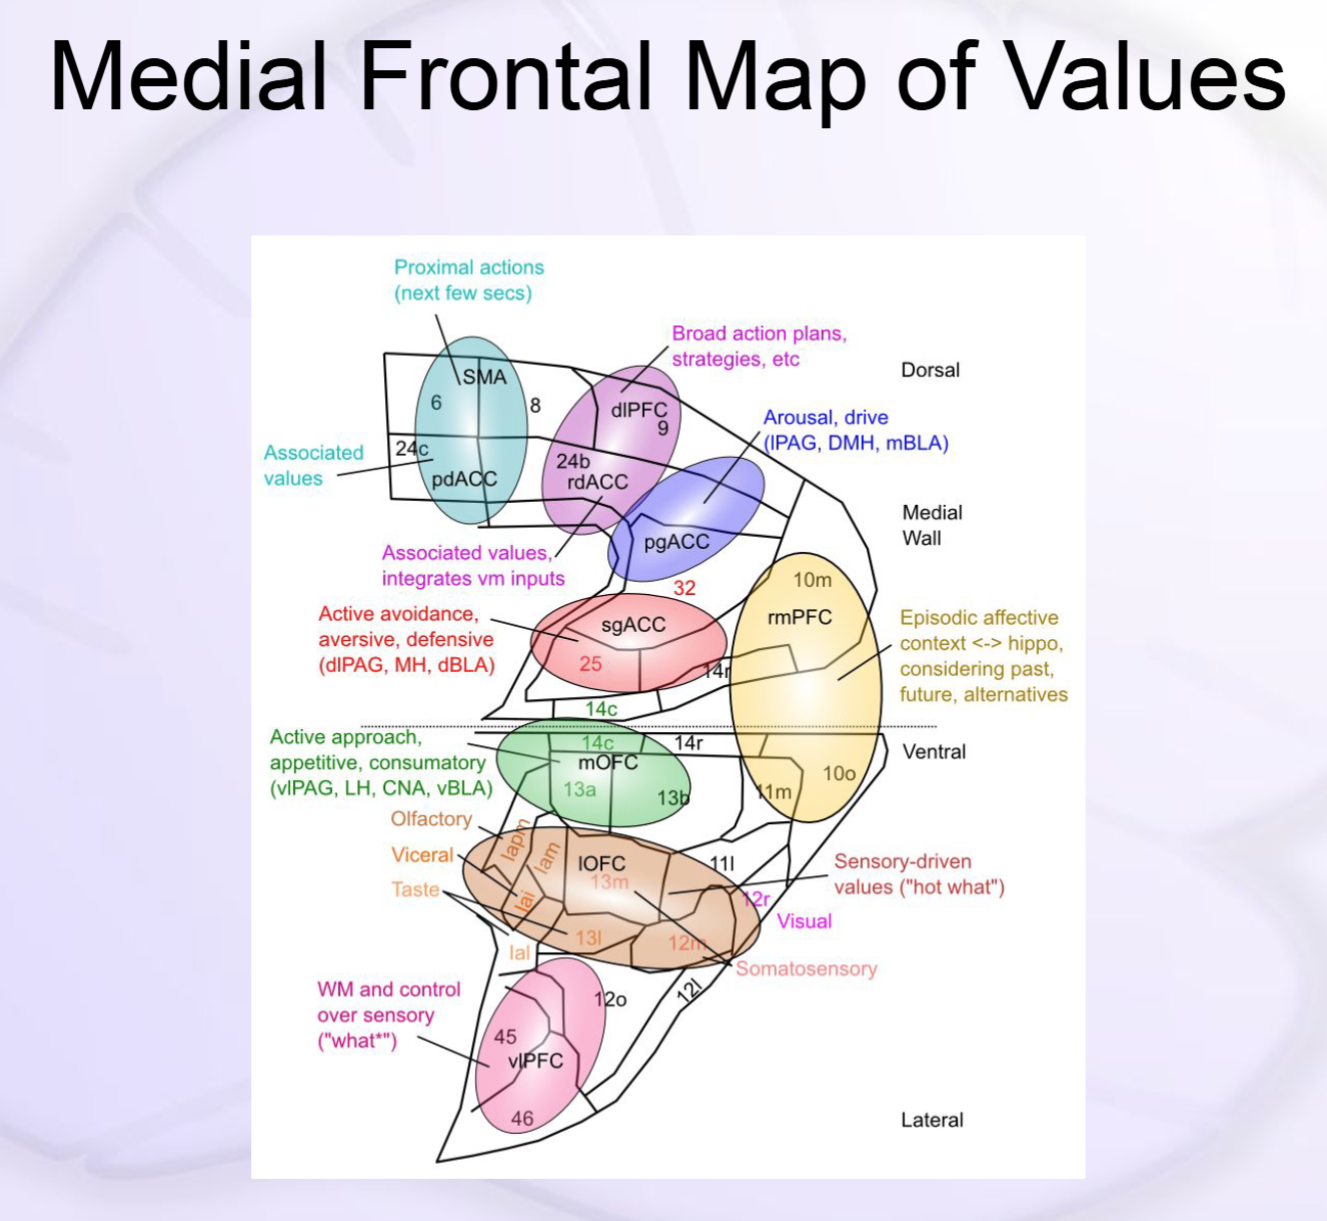 Medial Frontal Map of Values
Proximal actions
(next few secs)
Broad action plans,
strategies, etc
Dorsal
SMA
6
8
dlPFC
9
Arousal, drive
(lPAG, DMH, mBLA)
24c
Associated
values
pdACC
24b
rdACC
Medial
Wall
pgACC
Associated values,
integrates vm inputs
32
10m
rmPFC
Active avoidance,
aversive, defensive
(dlPAG, MH, dBLA)
sgACC
25
14r
Episodic affective
context <-> hippo,
considering past,
future, alternatives
14c
Active approach,
appetitive, consumatory
(vlPAG, LH, CNA, vBLA)
14c
14r
mOFC
13a
13b
Ventral
10o
11m
Olfactory
Viceral
Taste
Iapm
Iam
Iai
lOFC
13m
11l
Sensory-driven
values ("hot what")
12r
Visual
13l
12m
Ial
Somatosensory
WM and control
over sensory
("what*")
12o
12l
45
vlPFC
46
Lateral